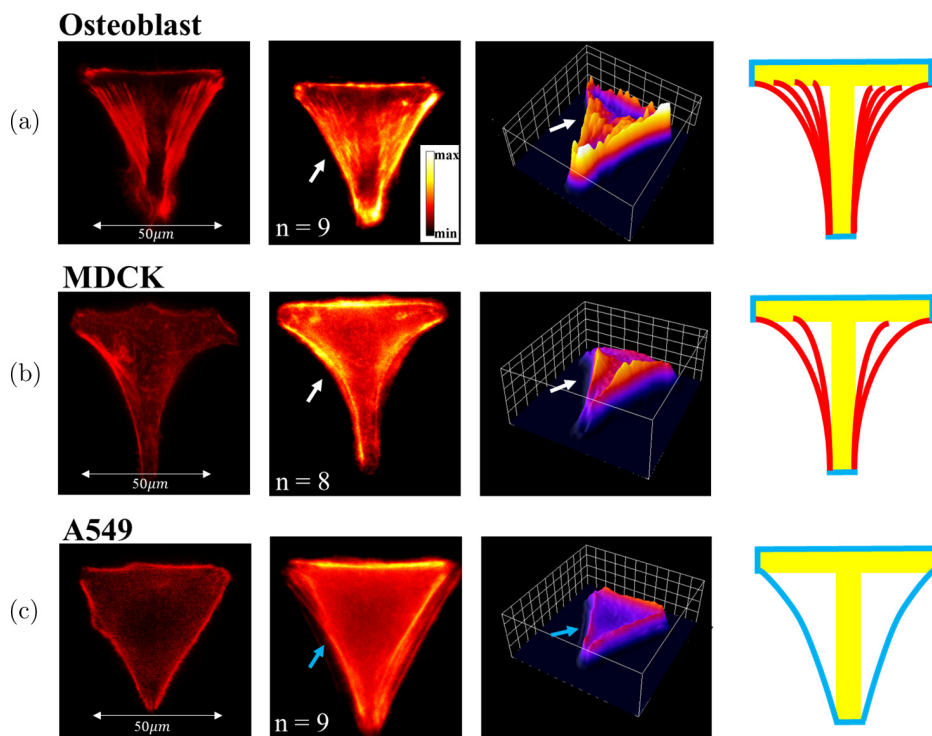 Osteoblast
(a)
50μm
n = 9
max
min
MDCK
(b)
50μm
n = 8
A549
(c)
50μm
n = 9